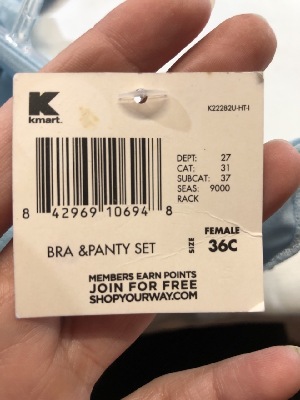 K
kmart.
K22282U-HT-I
DEPT: 27
CAT: 31
SUBCAT: 37
SEAS: 9000
RACK
8 42969 10694 8
BRA &PANTY SET
SIZE
FEMALE
36C
MEMBERS EARN POINTS
JOIN FOR FREE
SHOPYOURWAY.COM